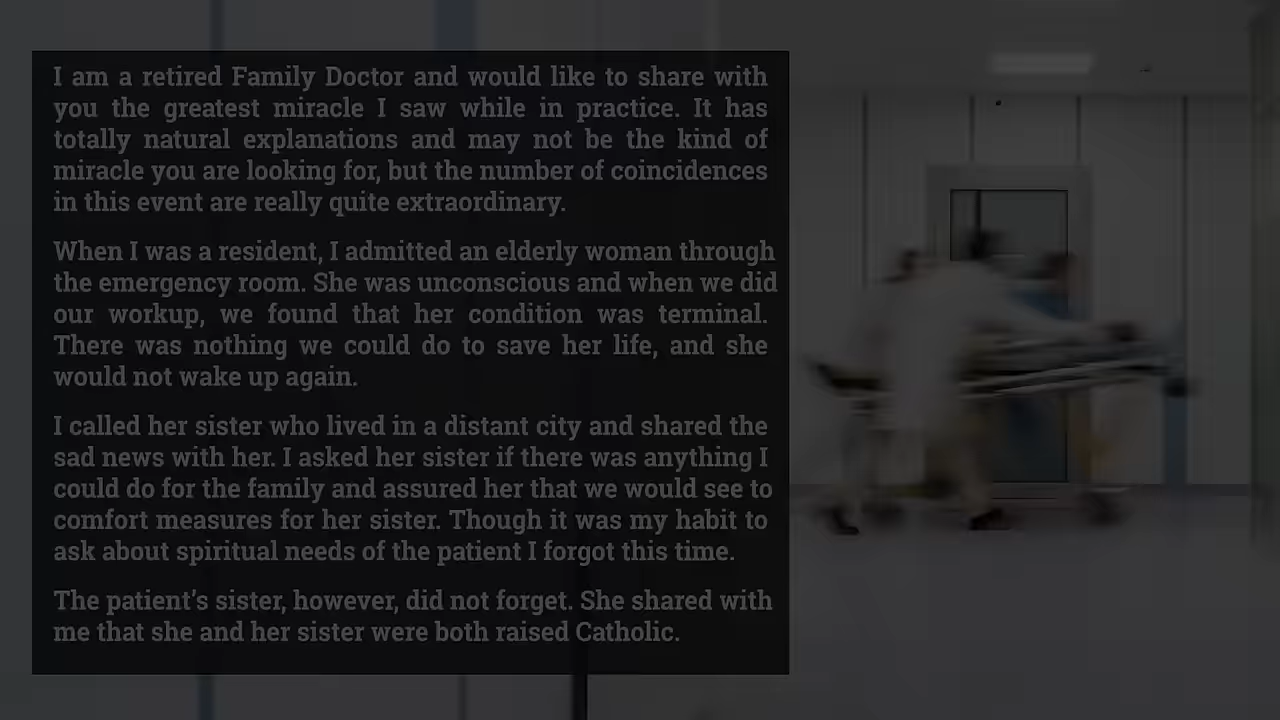 I am a retired Family Doctor and would like to share with
you the greatest miracle I saw while in practice. It has
totally natural explanations and may not be the kind of
miracle you are looking for, but the number of coincidences
in this event are really quite extraordinary.
When I was a resident, I admitted an elderly woman through
the emergency room. She was unconscious and when we did
our workup, we found that her condition was terminal.
There was nothing we could do to save her life, and she
would not wake up again.
I called her sister who lived in a distant city and shared the
sad news with her. I asked her sister if there was anything I
could do for the family and assured her that we would see to
comfort measures for her sister. Though it was my habit to
ask about spiritual needs of the patient I forgot this time.
The patient's sister, however, did not forget. She shared with
me that she and her sister were both raised Catholic.